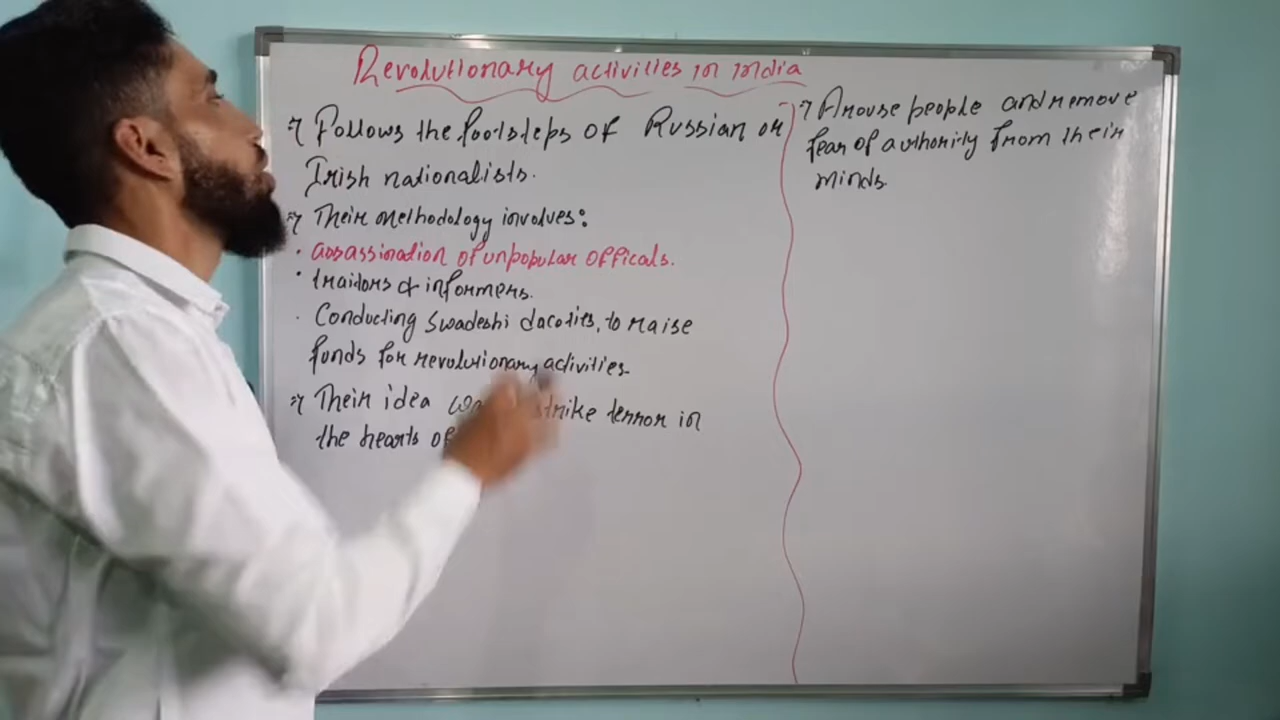 Revolutionary activities in India
→ Follows the footsteps of Russian or
Irish nationalists.
→ Their methodology involves:
· assassination of unpopular officals.
· traitors & informers.
· Conducting Swadeshi dacoties, to raise
funds for revolutionary activities.
→ Their idea strike terror in
the hearts of
→ Arouse people and remove
fear of authority from their
minds